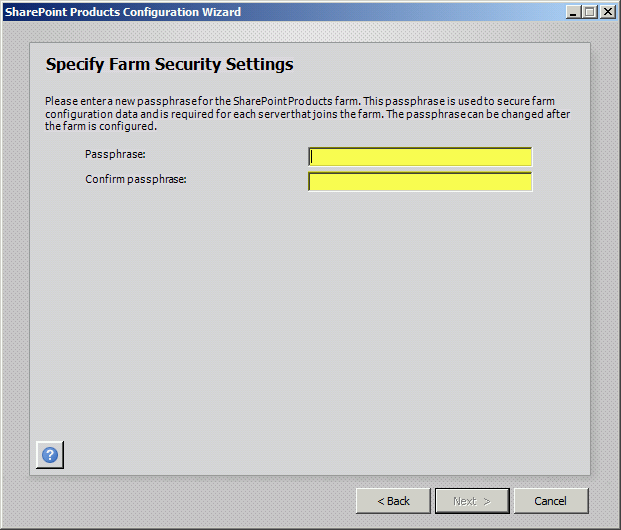 SharePoint Products Configuration Wizard
Specify Farm Security Settings
Please enter a new passphrase for the SharePoint Products farm. This passphrase is used to secure farm
configuration data and is required for each server that joins the farm. The passphrase can be changed after
the farm is configured.
Passphrase:
Confirm passphrase:
?
< Back
Next >
Cancel